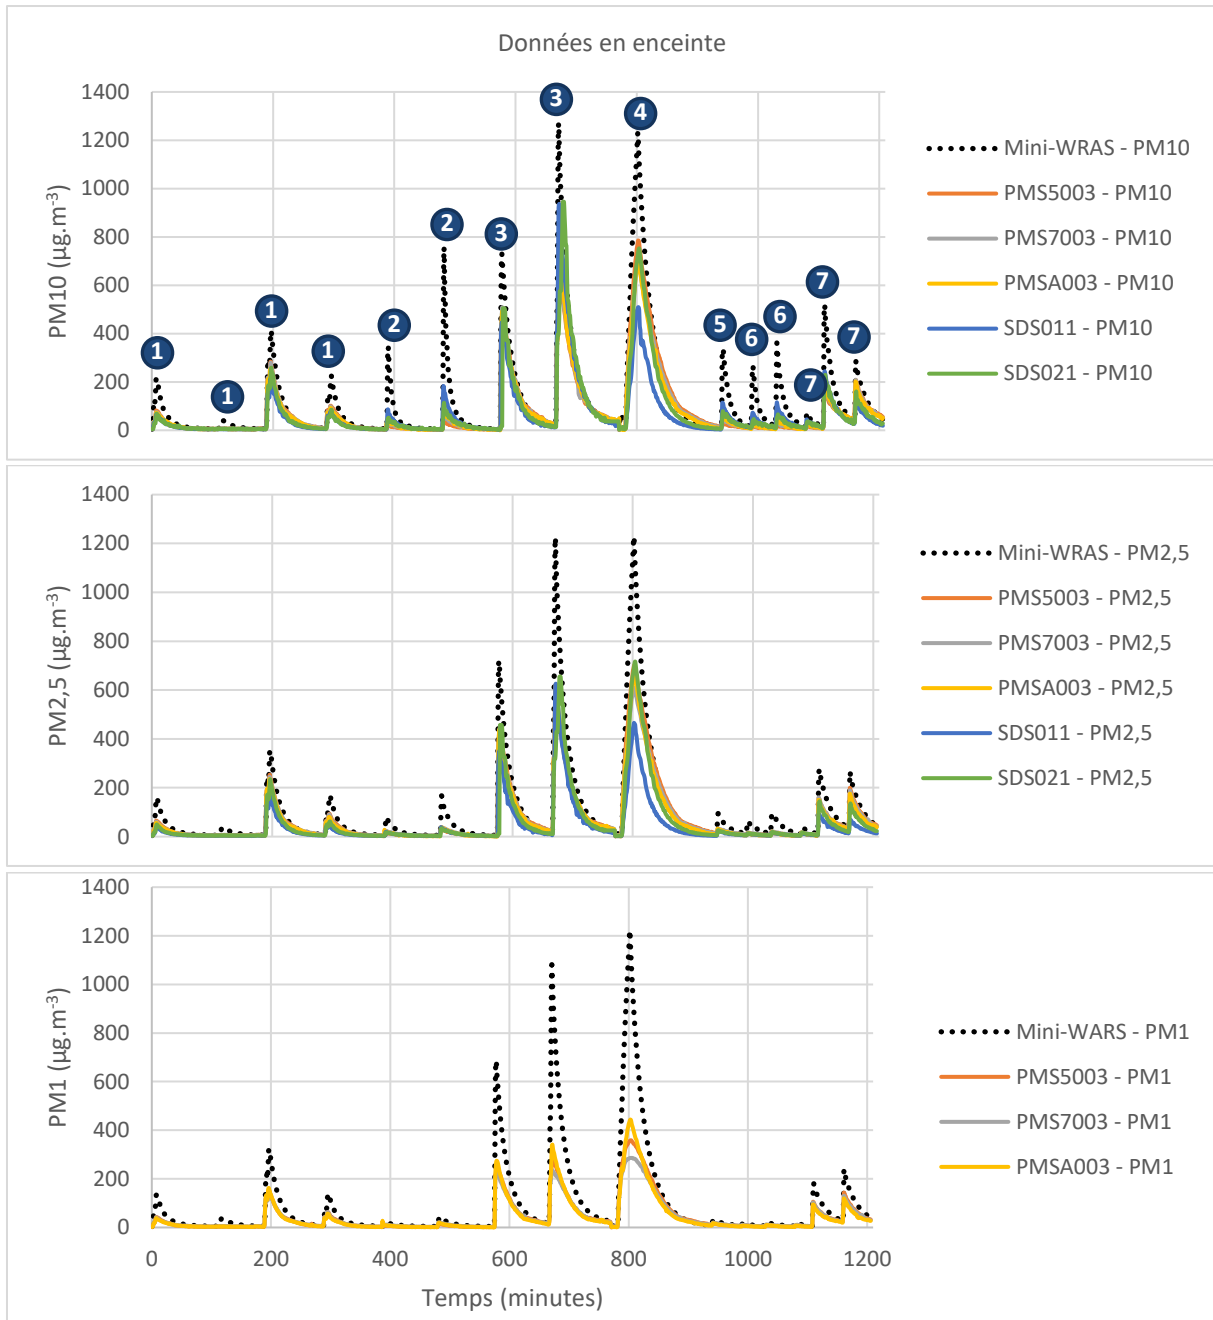 Données en enceinte
PM10 (µg.m-3)
1400
1200
1000
800
600
400
200
0
1
1
1
1
2
2
3
3
4
5
6
6
7
7
7
Mini-WRAS - PM10
PMS5003 - PM10
PMS7003 - PM10
PMSA003 - PM10
SDS011 - PM10
SDS021 - PM10
PM2,5 (µg.m-3)
1400
1200
1000
800
600
400
200
0
Mini-WRAS - PM2,5
PMS5003 - PM2,5
PMS7003 - PM2,5
PMSA003 - PM2,5
SDS011 - PM2,5
SDS021 - PM2,5
PM1 (µg.m-3)
1400
1200
1000
800
600
400
200
0
Mini-WARS - PM1
PMS5003 - PM1
PMS7003 - PM1
PMSA003 - PM1
0 200 400 600 800 1000 1200
Temps (minutes)